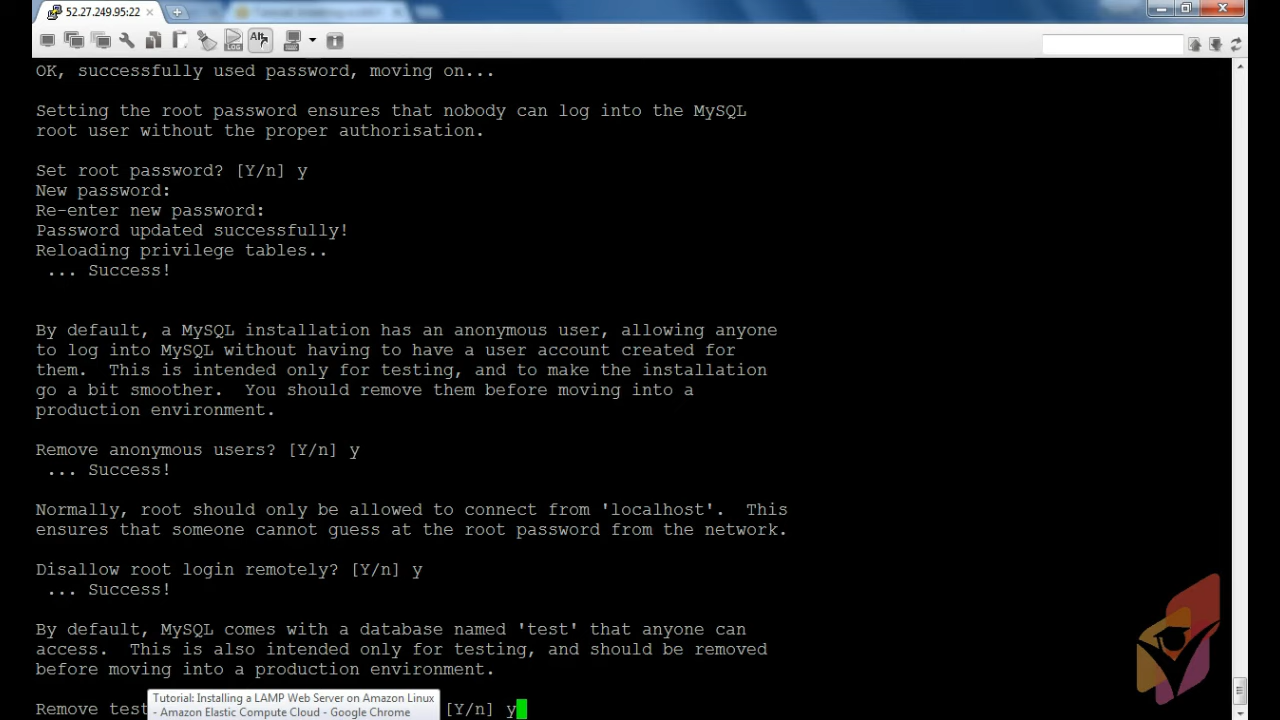 52.27.249.95:22
LOG
Alt
OK, successfully used password, moving on...
Setting the root password ensures that nobody can log into the MySQL
root user without the proper authorisation.
Set root password? [Y/n] y
New password:
Re-enter new password:
Password updated successfully!
Reloading privilege tables..
... Success!
By default, a MySQL installation has an anonymous user, allowing anyone
to log into MySQL without having to have a user account created for
them.  This is intended only for testing, and to make the installation
go a bit smoother.  You should remove them before moving into a
production environment.
Remove anonymous users? [Y/n] y
... Success!
Normally, root should only be allowed to connect from 'localhost'.  This
ensures that someone cannot guess at the root password from the network.
Disallow root login remotely? [Y/n] y
... Success!
By default, MySQL comes with a database named 'test' that anyone can
access.  This is also intended only for testing, and should be removed
before moving into a production environment.
Remove test [Y/n] y
Tutorial: Installing a LAMP Web Server on Amazon Linux
- Amazon Elastic Compute Cloud - Google Chrome